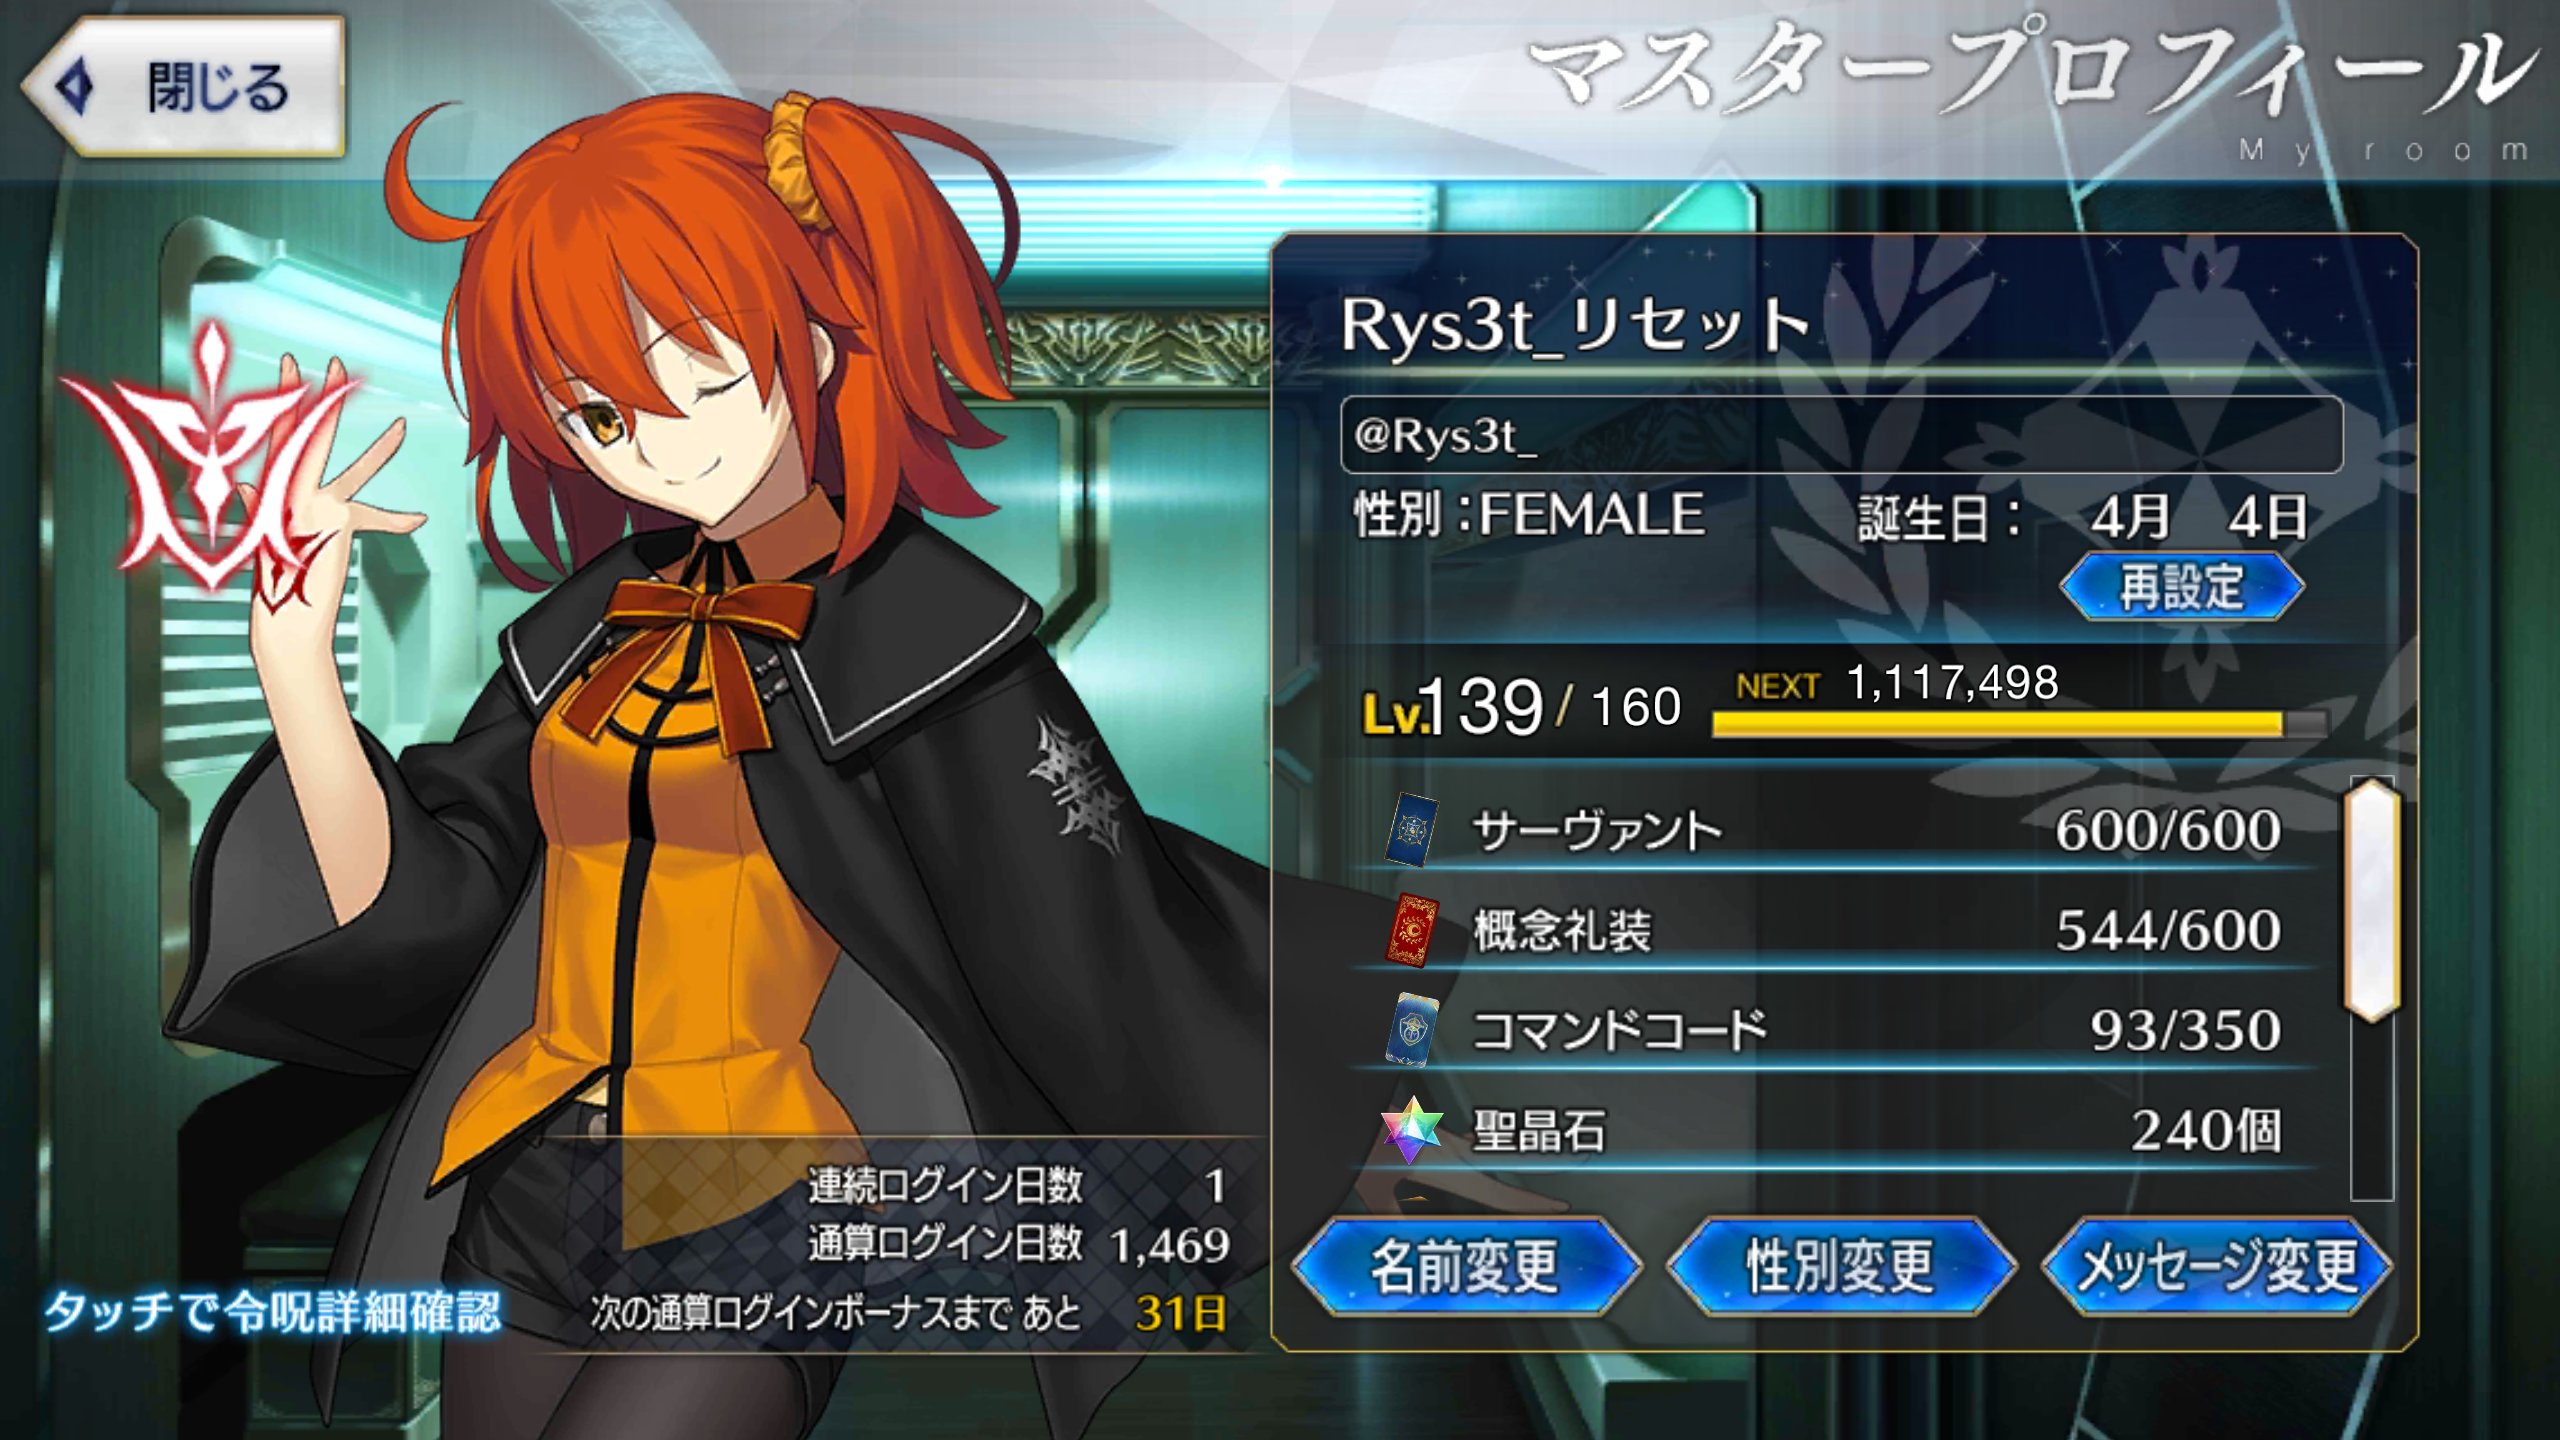 閉じる
マスタープロフィール
My room
Rys3t_リセット
@Rys3t_
性別:FEMALE 誕生日: 4月 4日
再設定
Lv.139/ 160 NEXT 1,117,498
サーヴァント 600/600
概念礼装 544/600
コマンドコード 93/350
聖晶石 240個
連続ログイン日数 1
通算ログイン日数 1,469
次の通算ログインボーナスまで あと 31日
タッチで令呪詳細確認
名前変更 性別変更 メッセージ変更